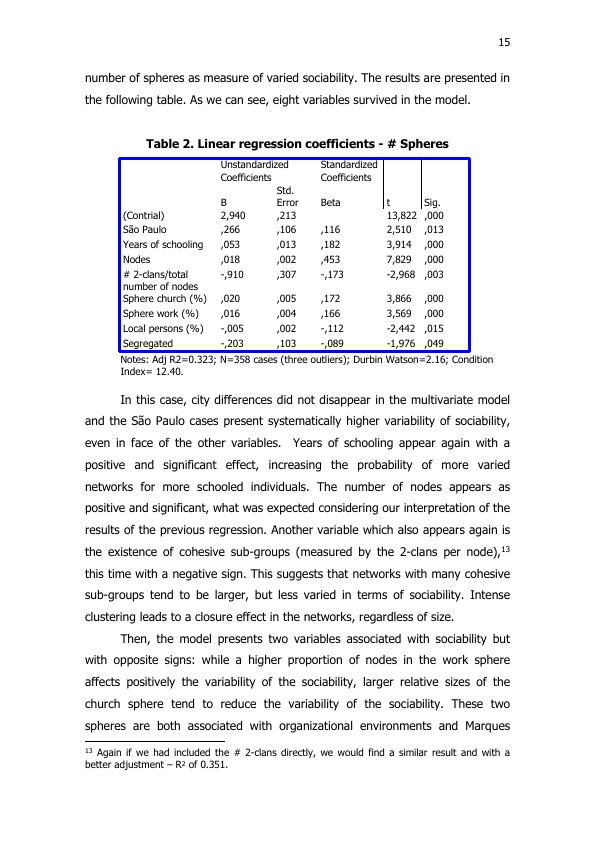 15
number of spheres as measure of varied sociability. The results are presented in
the following table. As we can see, eight variables survived in the model.
Table 2. Linear regression coefficients - # Spheres
Unstandardized Coefficients Standardized Coefficients
B Std. Error Beta t Sig.
(Contrial) 2,940 ,213 13,822 ,000
São Paulo ,266 ,106 ,116 2,510 ,013
Years of schooling ,053 ,013 ,182 3,914 ,000
Nodes ,018 ,002 ,453 7,829 ,000
# 2-clans/total number of nodes -,910 ,307 -,173 -2,968 ,003
Sphere church (%) ,020 ,005 ,172 3,866 ,000
Sphere work (%) ,016 ,004 ,166 3,569 ,000
Local persons (%) -,005 ,002 -,112 -2,442 ,015
Segregated -,203 ,103 -,089 -1,976 ,049
Notes: Adj R2=0.323; N=358 cases (three outliers); Durbin Watson=2.16; Condition
Index= 12.40.
In this case, city differences did not disappear in the multivariate model
and the São Paulo cases present systematically higher variability of sociability,
even in face of the other variables. Years of schooling appear again with a
positive and significant effect, increasing the probability of more varied
networks for more schooled individuals. The number of nodes appears as
positive and significant, what was expected considering our interpretation of the
results of the previous regression. Another variable which also appears again is
the existence of cohesive sub-groups (measured by the 2-clans per node),13
this time with a negative sign. This suggests that networks with many cohesive
sub-groups tend to be larger, but less varied in terms of sociability. Intense
clustering leads to a closure effect in the networks, regardless of size.
Then, the model presents two variables associated with sociability but
with opposite signs: while a higher proportion of nodes in the work sphere
affects positively the variability of the sociability, larger relative sizes of the
church sphere tend to reduce the variability of the sociability. These two
spheres are both associated with organizational environments and Marques
13 Again if we had included the # 2-clans directly, we would find a similar result and with a
better adjustment – R2 of 0.351.